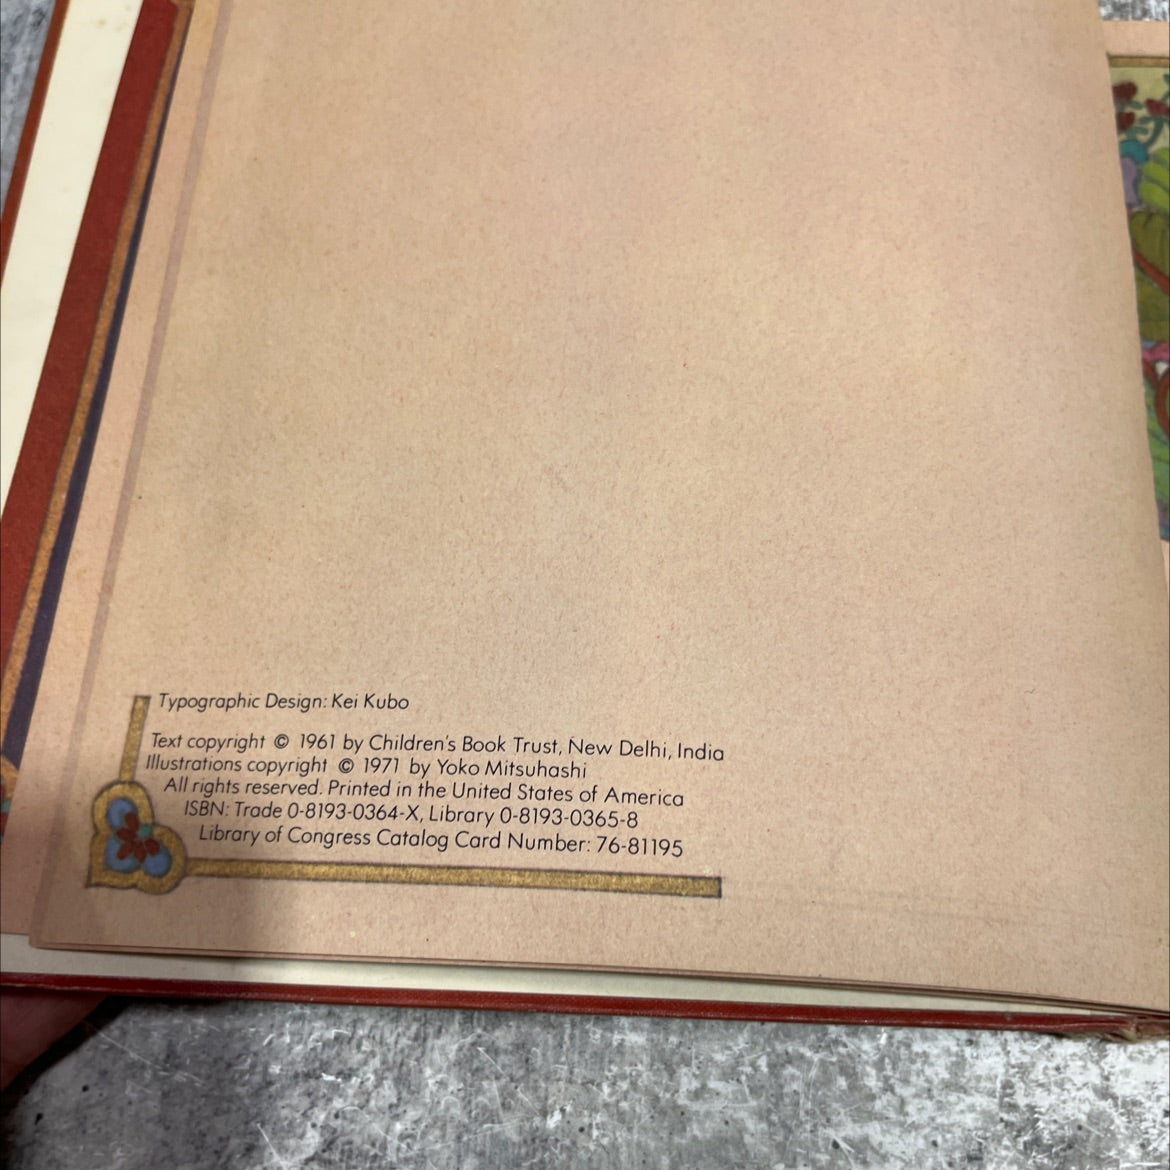 Typographic Design: Kei Kubo
Text copyright © 1961 by Children's Book Trust, New Delhi, India
Illustrations copyright © 1971 by Yoko Mitsuhashi
All rights reserved. Printed in the United States of America
ISBN: Trade 0-8193-0364-X, Library 0-8193-0365-8
Library of Congress Catalog Card Number: 76-81195